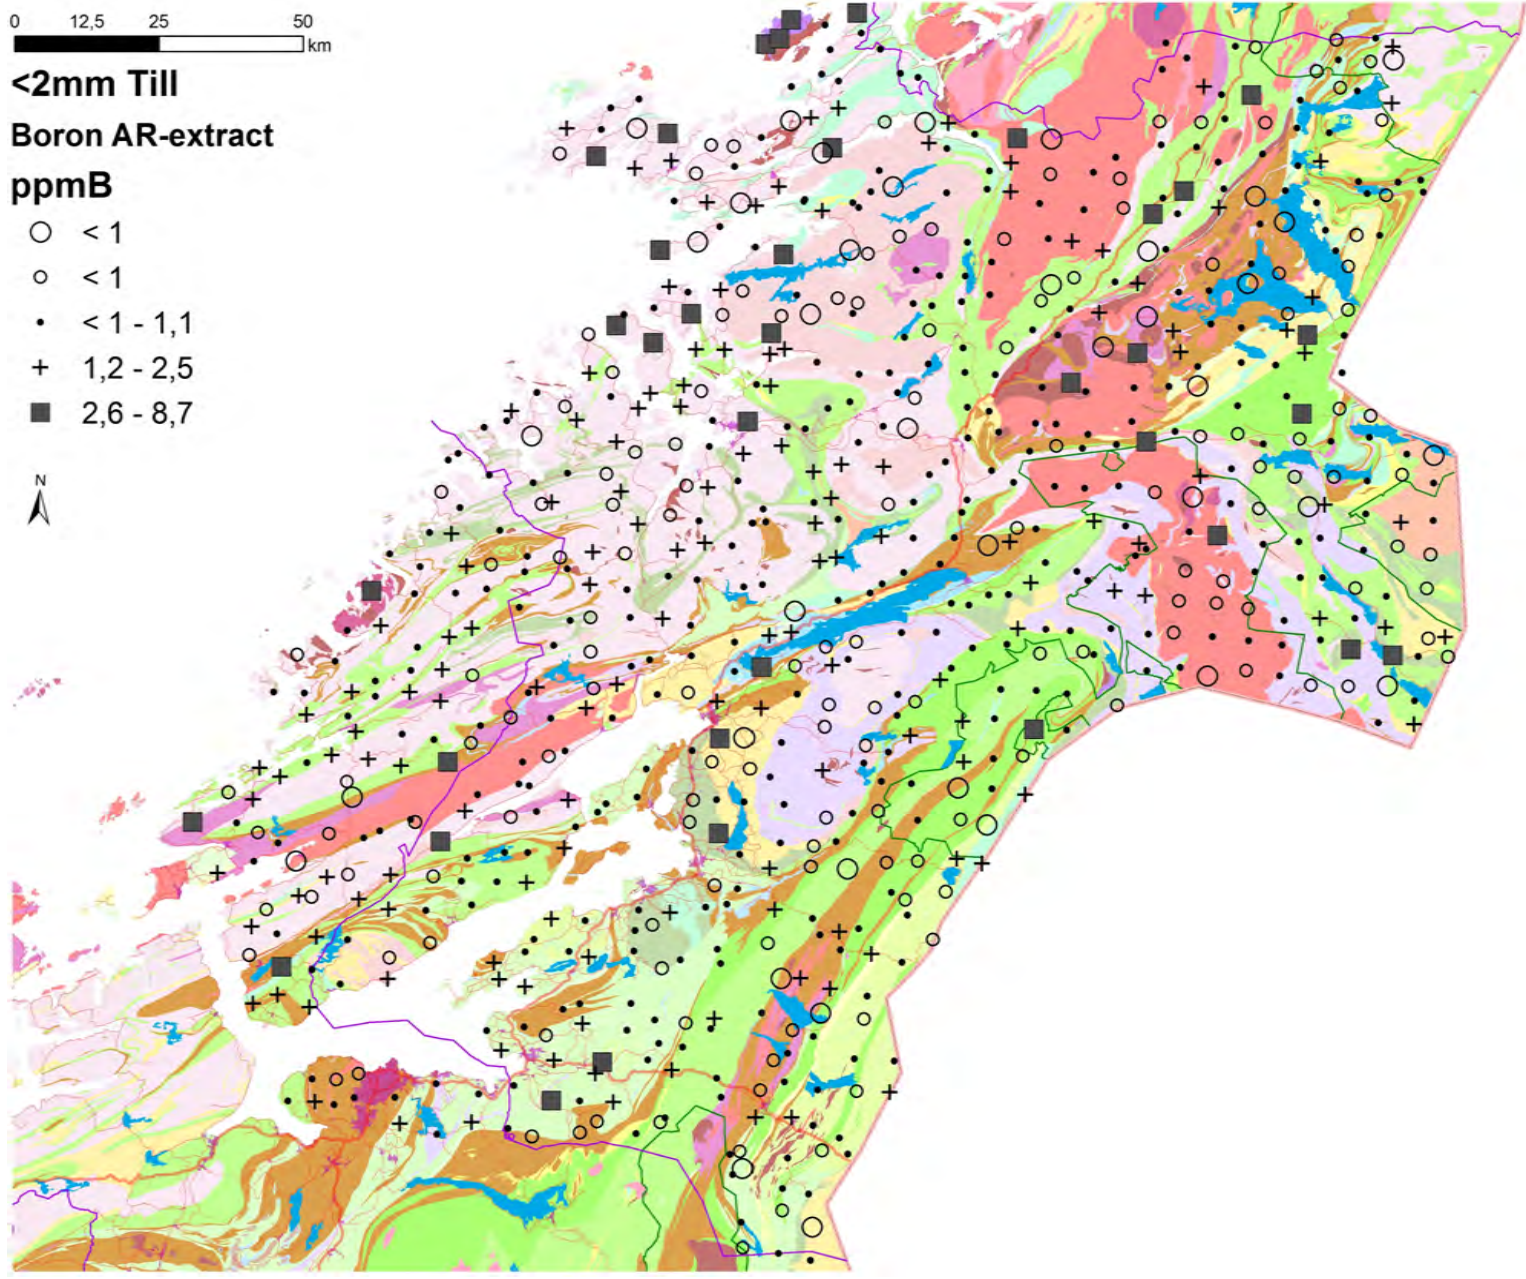 0 12,5 25 50
km
<2mm Till
Boron AR-extract
ppmB
< 1
< 1
< 1 - 1,1
1,2 - 2,5
2,6 - 8,7
N